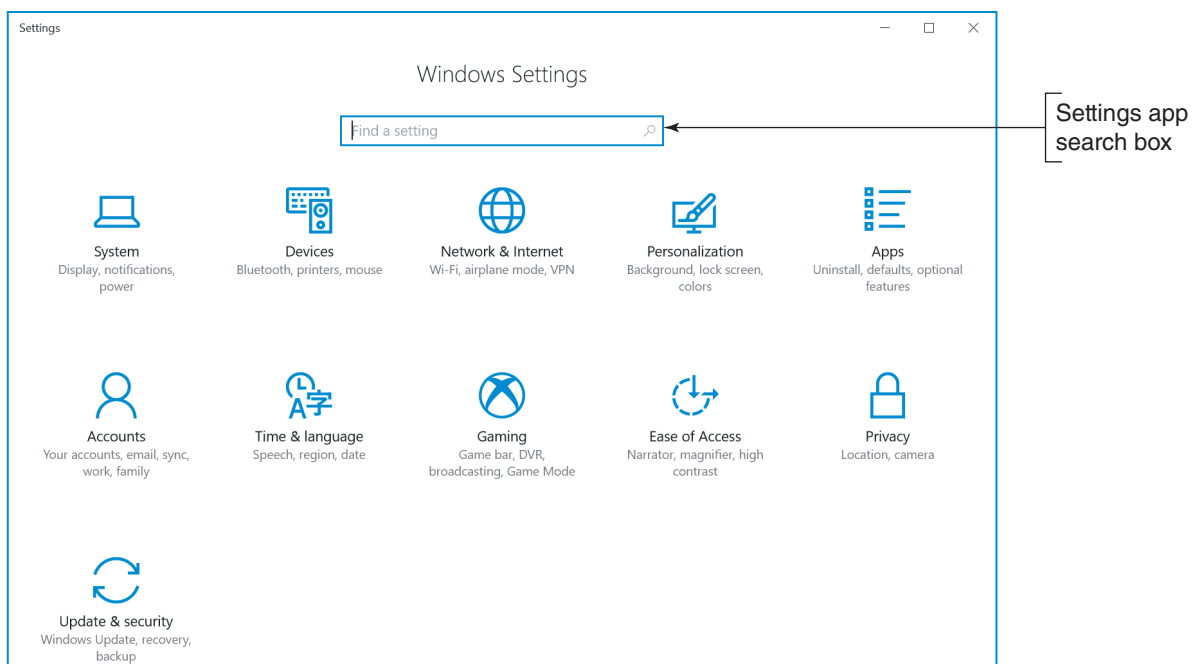 Settings
Windows Settings
Find a setting
Settings app
search box
System
Display, notifications,
power
Devices
Bluetooth, printers, mouse
Network & Internet
Wi-Fi, airplane mode, VPN
Personalization
Background, lock screen,
colors
Apps
Uninstall, defaults, optional
features
Accounts
Your accounts, email, sync,
work, family
A字
Time & language
Speech, region, date
Gaming
Game bar, DVR,
broadcasting, Game Mode
Ease of Access
Narrator, magnifier, high
contrast
Privacy
Location, camera
Update & security
Windows Update, recovery,
backup